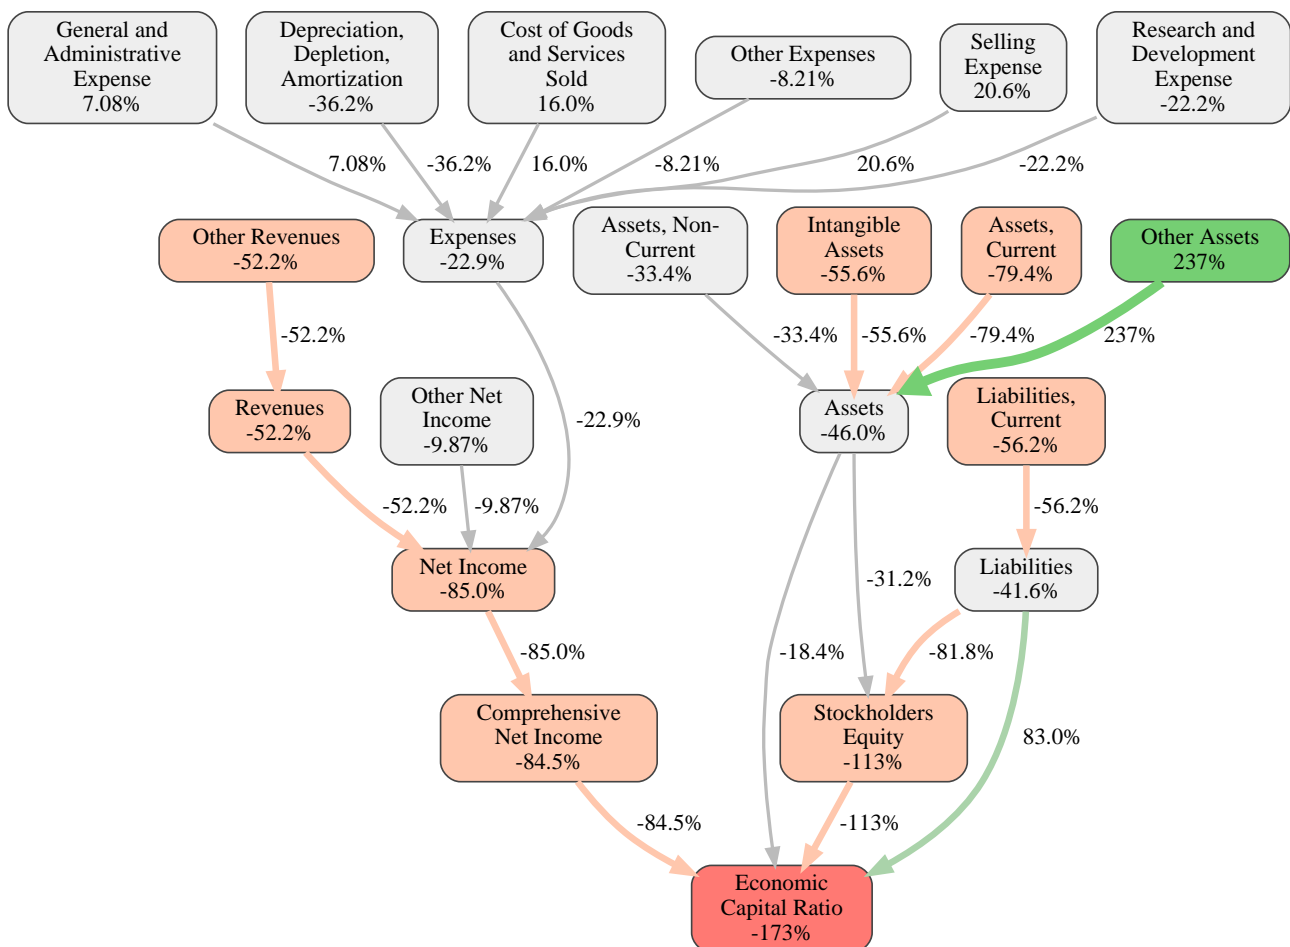 General and
Administrative
Expense
7.08%
Depreciation,
Depletion,
Amortization
-36.2%
Cost of Goods
and Services
Sold
16.0%
Other Expenses
-8.21%
Selling
Expense
20.6%
Research and
Development
Expense
-22.2%
7.08%
-36.2%
16.0%
-8.21%
20.6%
-22.2%
Other Revenues
-52.2%
Expenses
-22.9%
Assets, Non-
Current
-33.4%
Intangible
Assets
-55.6%
Assets,
Current
-79.4%
Other Assets
237%
-52.2%
-33.4%
-55.6%
-79.4%
237%
Revenues
-52.2%
Other Net
Income
-9.87%
-22.9%
Assets
-46.0%
Liabilities,
Current
-56.2%
-52.2%
-9.87%
-56.2%
Net Income
-85.0%
-31.2%
Liabilities
-41.6%
-85.0%
-18.4%
-81.8%
Comprehensive
Net Income
-84.5%
Stockholders
Equity
-113%
83.0%
-84.5%
-113%
Economic
Capital Ratio
-173%